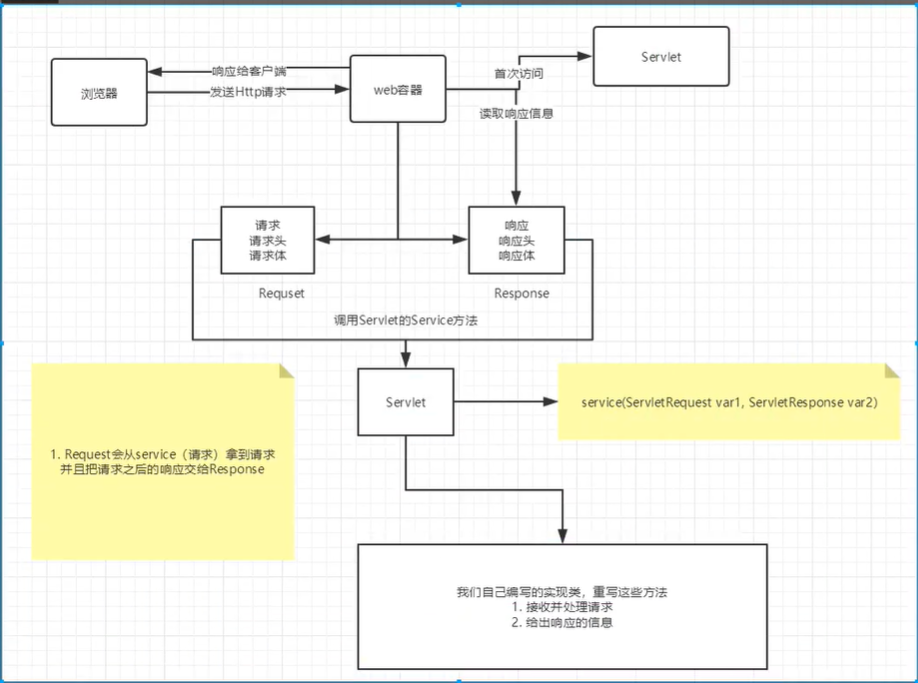 Servlet
响应给客户端
首次访问
浏览器
发送Http请求
web容器
读取响应信息
请求
请求头
请求体
响应
响应头
响应体
Requset
Response
调用Servlet的Service方法
Servlet
service(ServletRequest var1, ServletResponse var2)
1. Request会从service（请求）拿到请求
并且把请求之后的响应交给Response
我们自己编写的实现类，重写这些方法
1. 接收并处理请求
2. 给出响应的信息